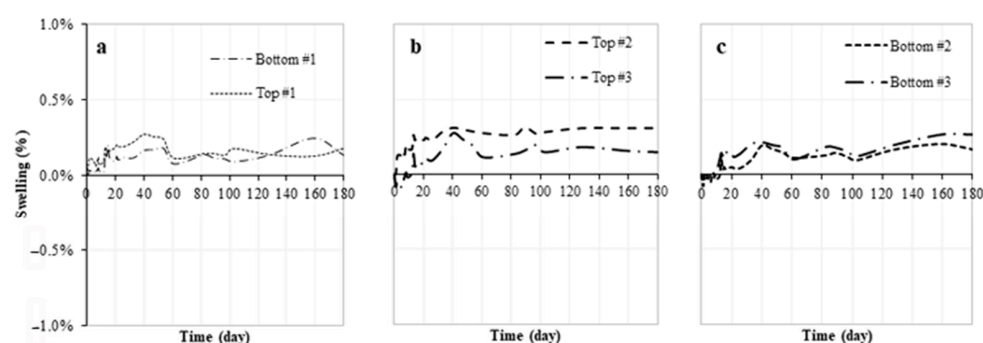 1.0%
0.5%
0.0%
−0.5%
−1.0%
Swelling (%)
a
Bottom #1
Top #1
0 20 40 60 80 100 120 140 160 180
Time (day)
b
Top #2
Top #3
0 20 40 60 80 100 120 140 160 180
Time (day)
c
Bottom #2
Bottom #3
0 20 40 60 80 100 120 140 160 180
Time (day)